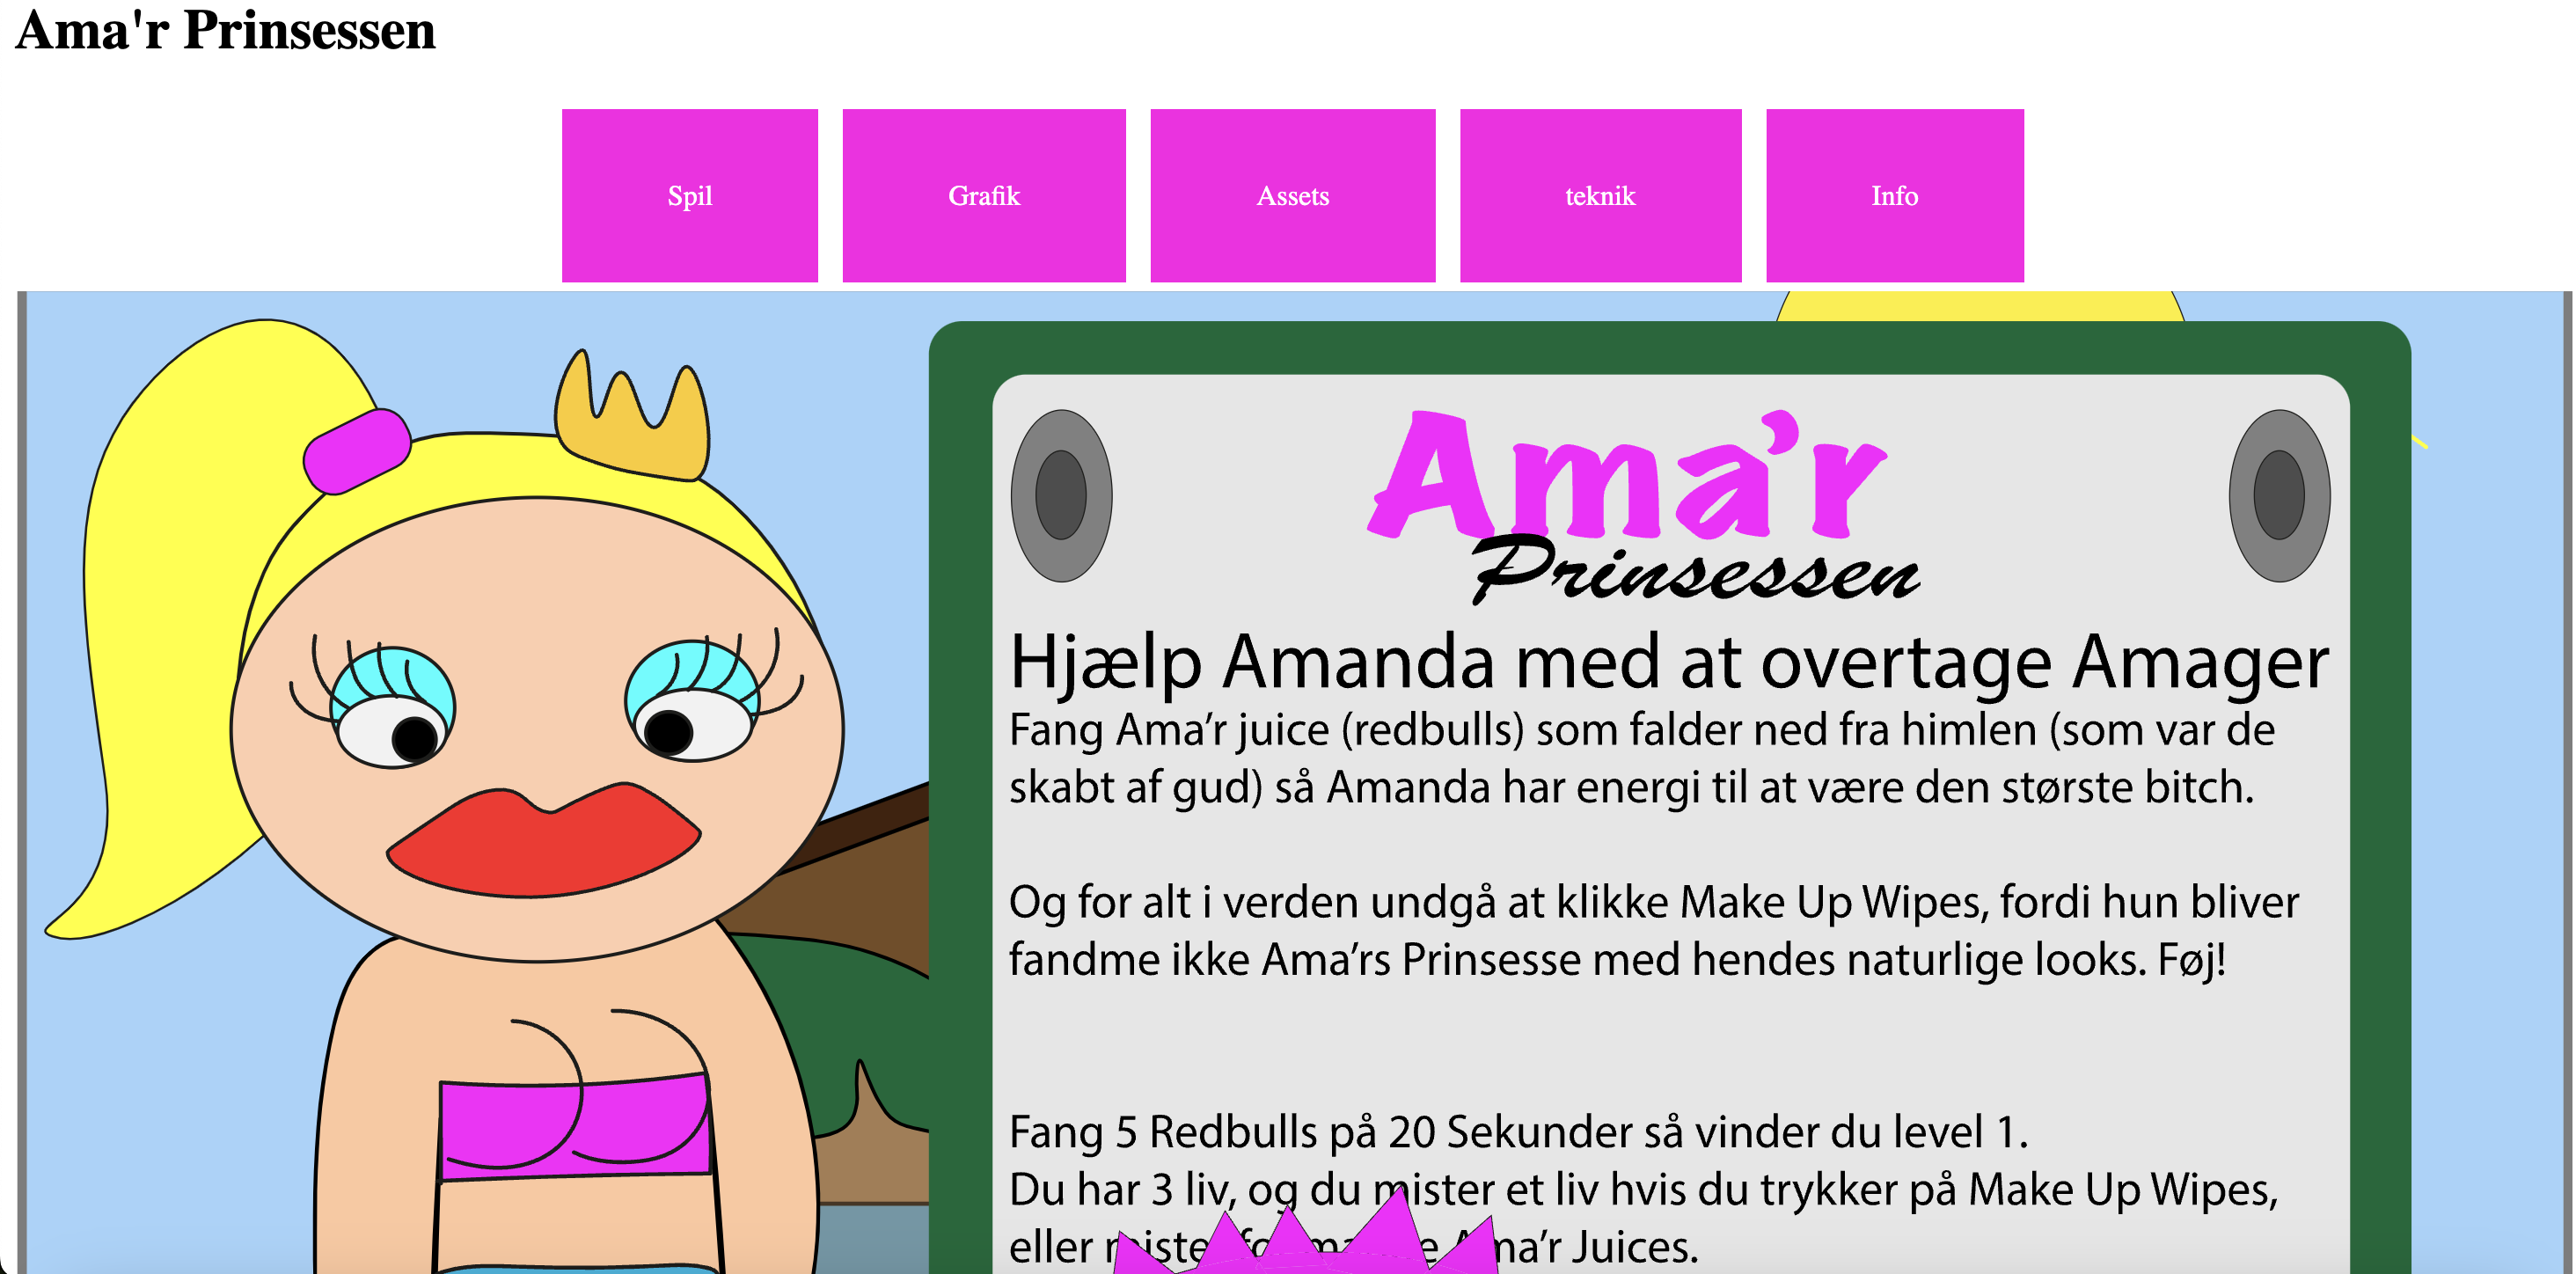 Ama'r Prinsessen
Spil
Grafik
Assets
teknik
Info
Ama’r
Prinsessen
Hjælp Amanda med at overtage Amager
Fang Ama’r juice (redbulls) som falder ned fra himlen (som var de
skabt af gud) så Amanda har energi til at være den største bitch.
Og for alt i verden undgå at klikke Make Up Wipes, fordi hun bliver
fandme ikke Ama’rs Prinsesse med hendes naturlige looks. Føj!
Fang 5 Redbulls på 20 Sekunder så vinder du level 1.
Du har 3 liv, og du mister et liv hvis du trykker på Make Up Wipes,
eller Ama’r Juices.